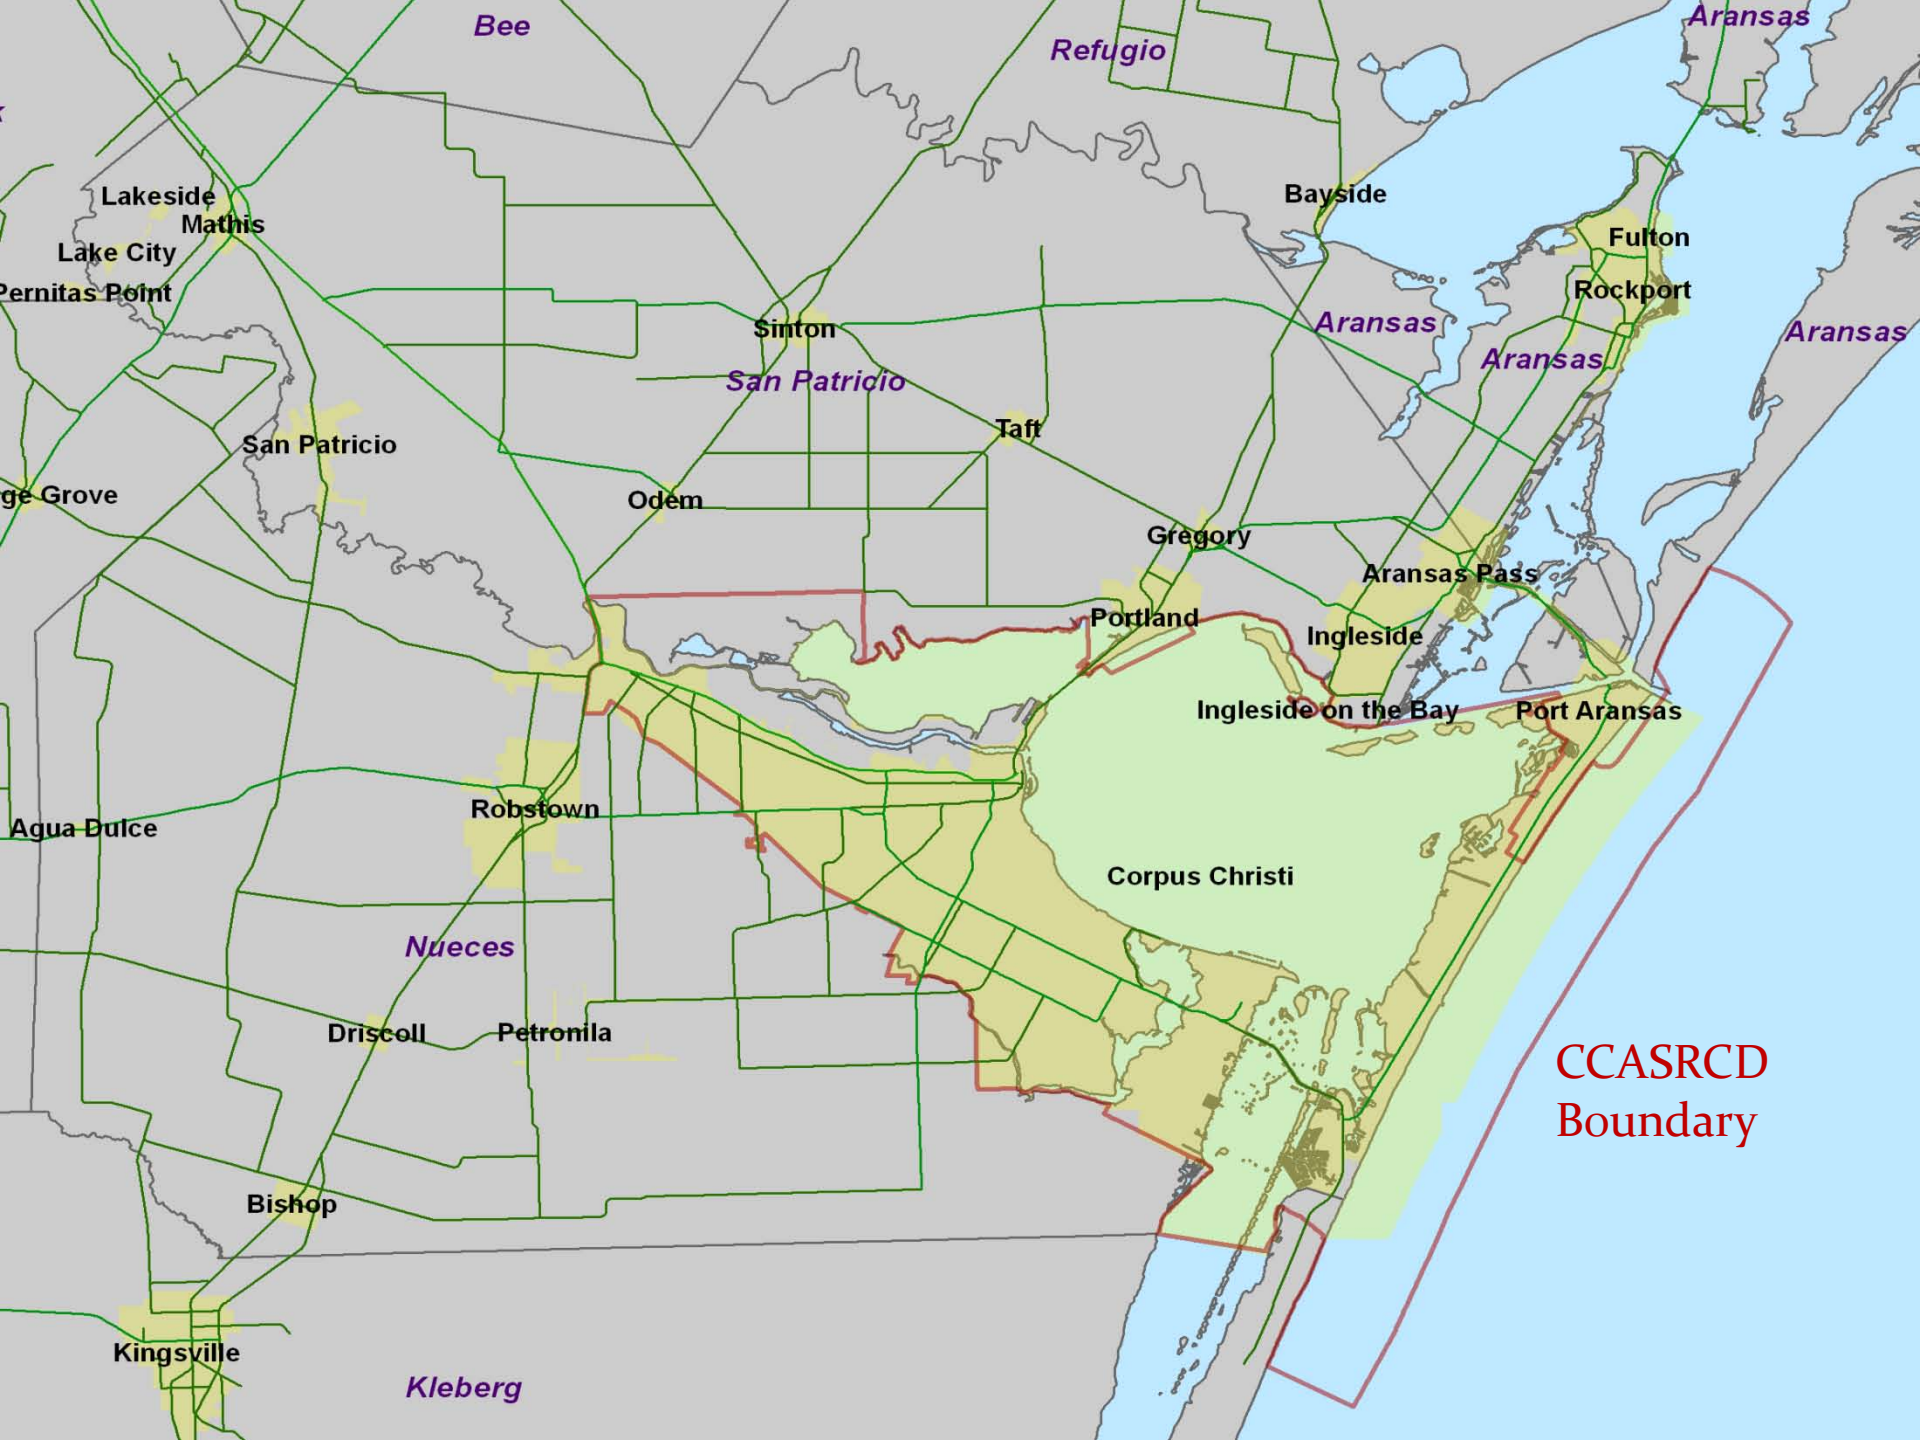 Bee
Aransas
Refugio
Lakeside
Mathis
Bayside
Lake City
Fulton
Pernitas Point
Rockport
Sinton
Aransas
Aransas
Aransas
San Patricio
Taft
San Patricio
Odem
ge Grove
Gregory
Aransas Pass
Portland
Ingleside
Ingleside on the Bay
Port Aransas
Robstown
Agua Dulce
Corpus Christi
Nueces
Driscoll
Petronila
CCASRCD
Boundary
Bishop
Kingsville
Kleberg